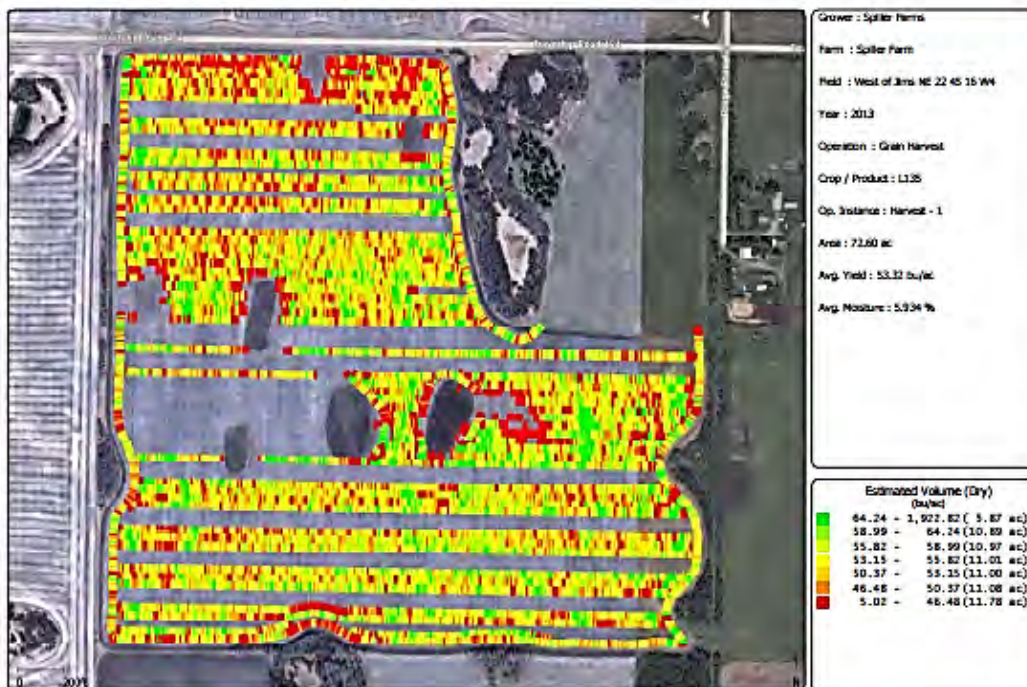 Grower : Spiller Farms
Farm : Spiller Farm
Field : West of Jims NE 22 45 16 W4
Year : 2013
Operation : Grain Harvest
Crop / Product : L135
Op. Instance : Harvest - 1
Area : 72.60 ac
Avg. Yield : 53.32 bu/ac
Avg. Moisture : 5.934 %
Estimated Volume (Dry)
(bu/ac)
64.24 - 1,922.82 ( 5.87 ac)
58.99 - 64.24 (10.89 ac)
55.82 - 58.99 (10.97 ac)
53.15 - 55.82 (11.01 ac)
50.37 - 53.15 (11.00 ac)
46.48 - 50.37 (11.08 ac)
5.02 - 46.48 (11.78 ac)
0
N